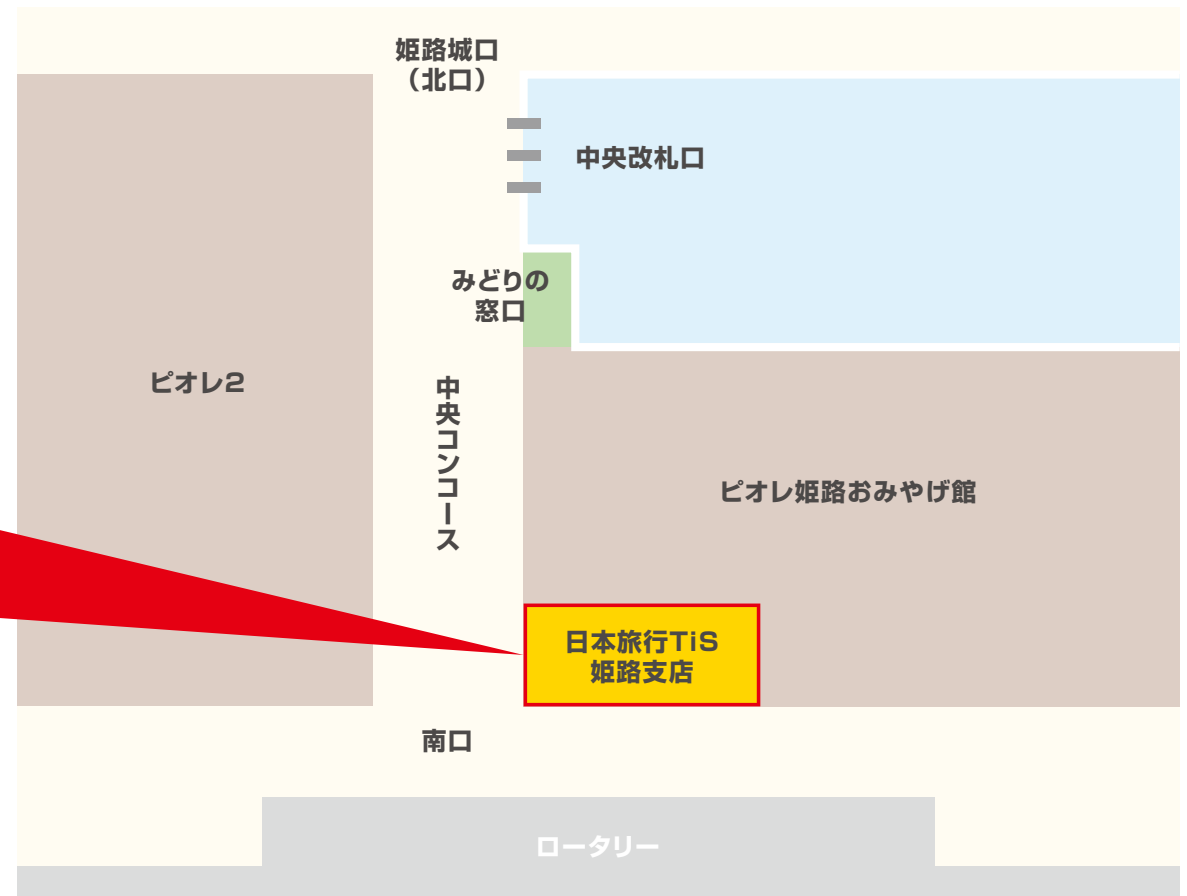 姫路城口
（北口）
中央改札口
みどりの
窓口
ピオレ2
中央コンコース
ピオレ姫路おみやげ館
日本旅行TiS
姫路支店
南口
ロータリー